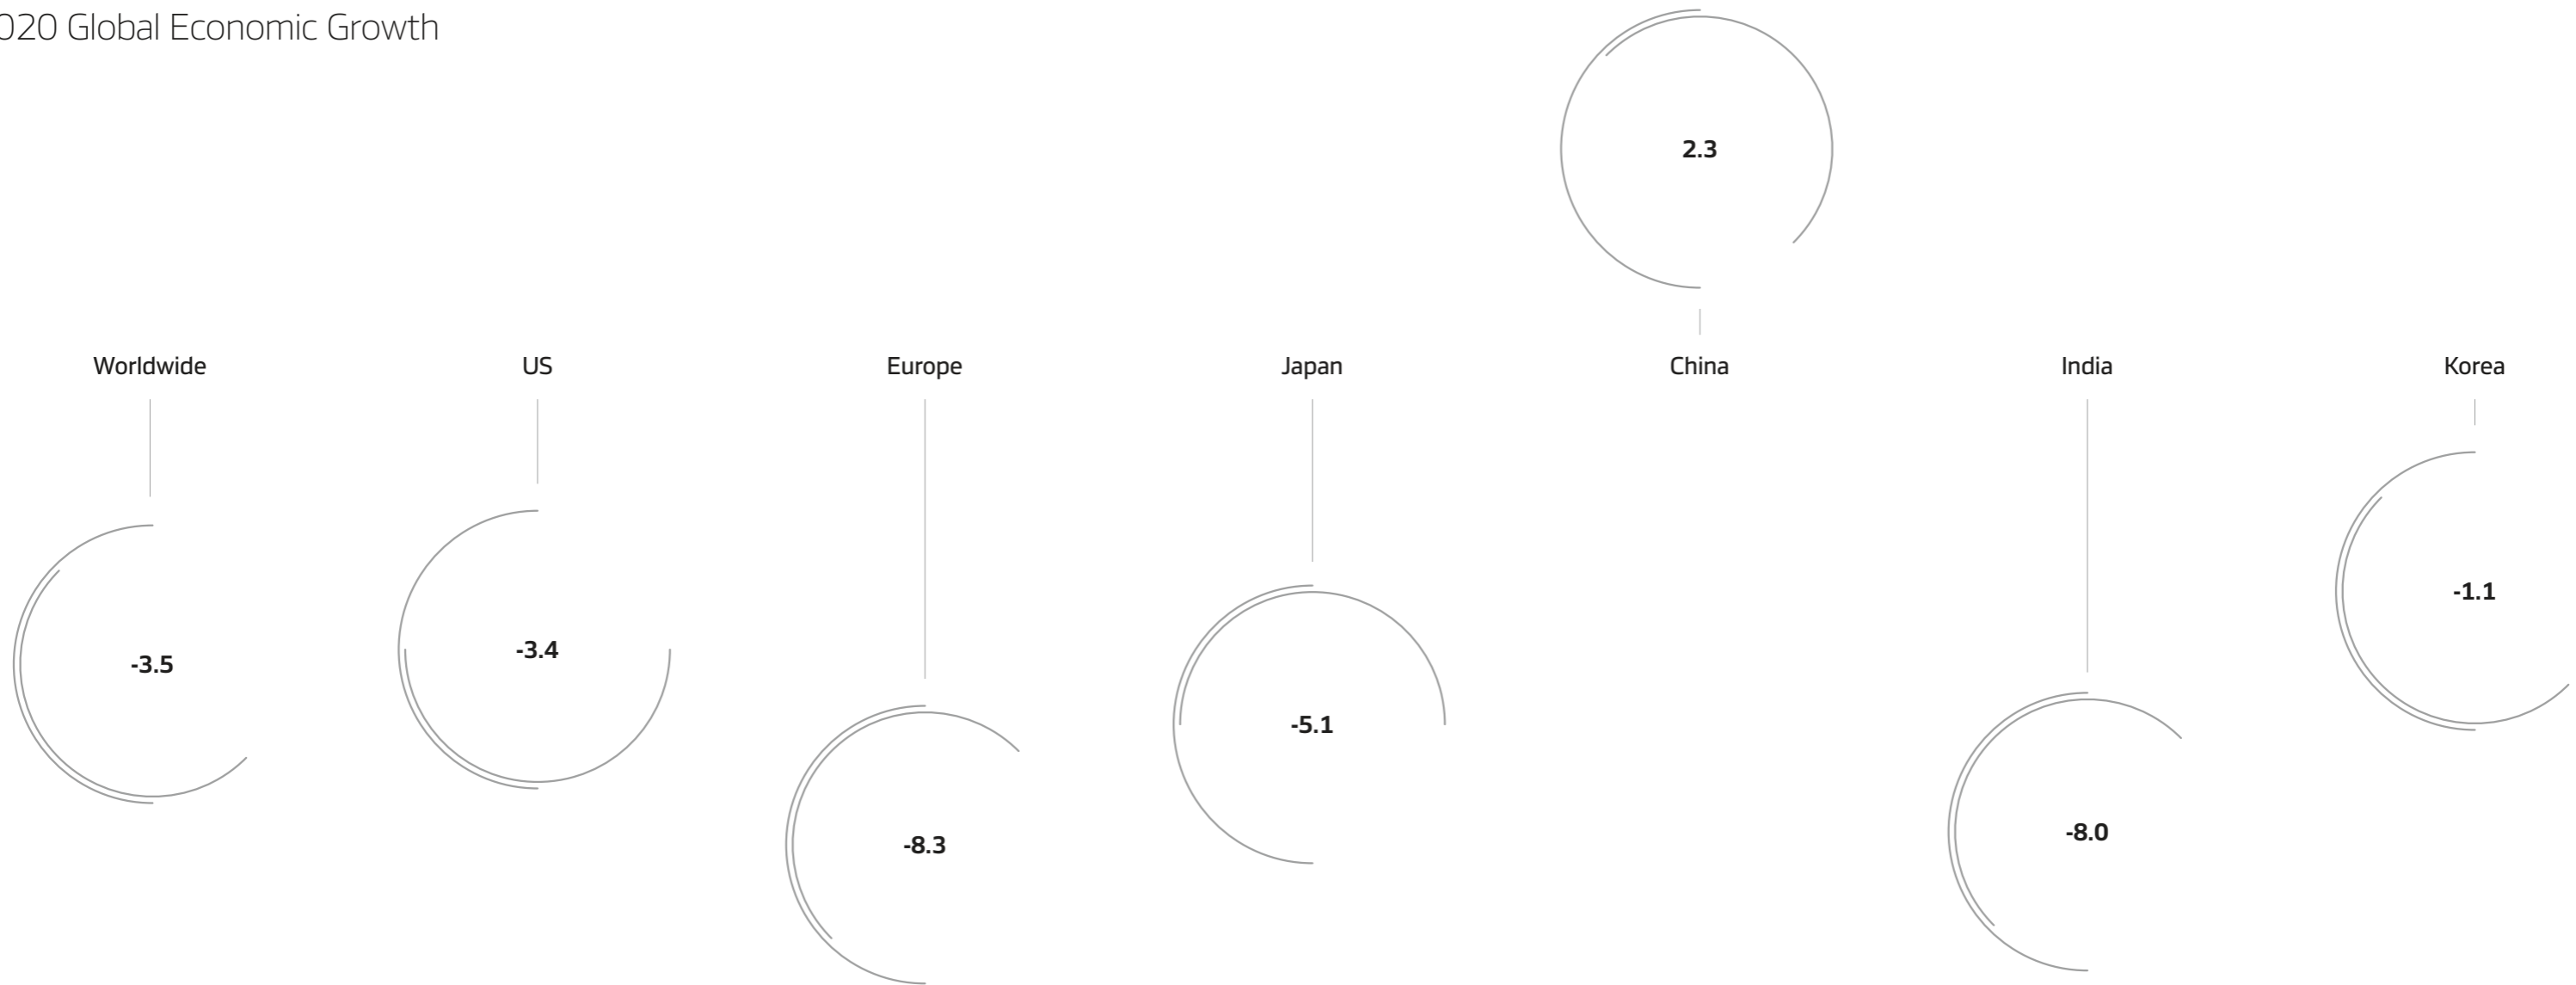 020 Global Economic Growth
2.3
Worldwide
US
Europe
Japan
China
India
Korea
-3.5
-3.4
-8.3
-5.1
-8.0
-1.1